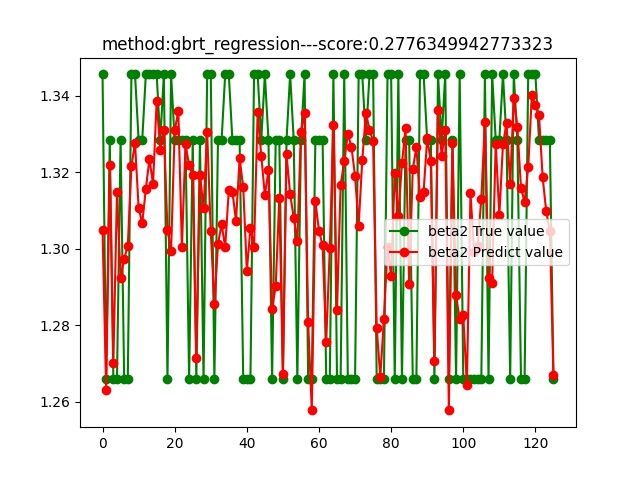 method:gbrt_regression---score:0.2776349942773323
1.34
1.32
1.30
1.28
1.26
beta2 True value
beta2 Predict value
0 20 40 60 80 100 120